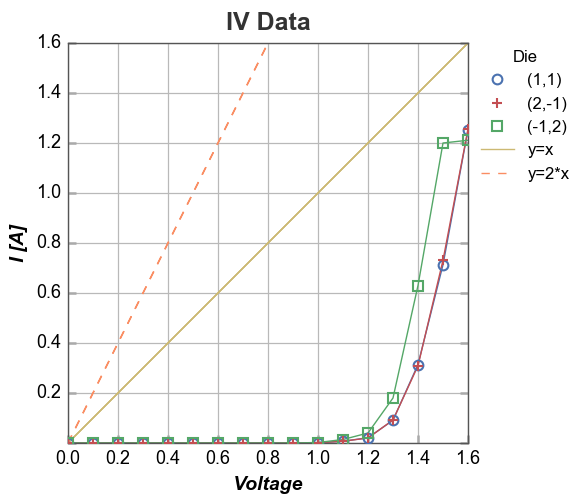 IV Data
Die
(1,1)
(2,-1)
(-1,2)
y=x
y=2*x
I [A]
1.6
1.4
1.2
1.0
0.8
0.6
0.4
0.2
0.0 0.2 0.4 0.6 0.8 1.0 1.2 1.4 1.6
Voltage